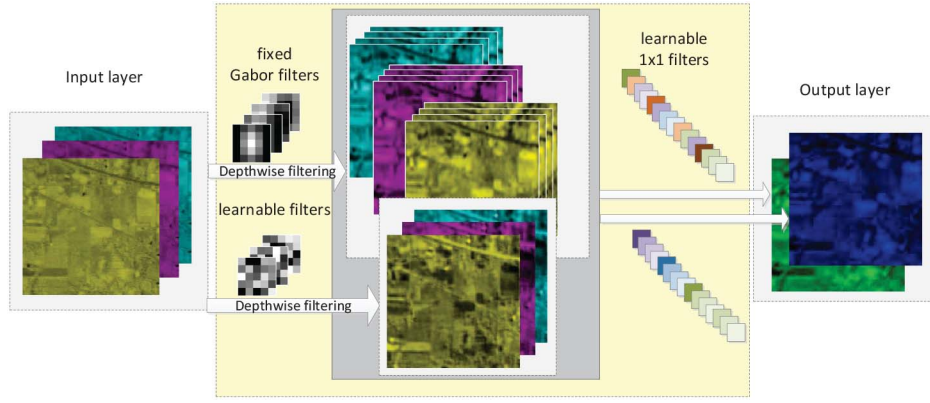 Input layer
fixed
Gabor filters
Depthwise filtering
learnable filters
Depthwise filtering
learnable
1x1 filters
Output layer